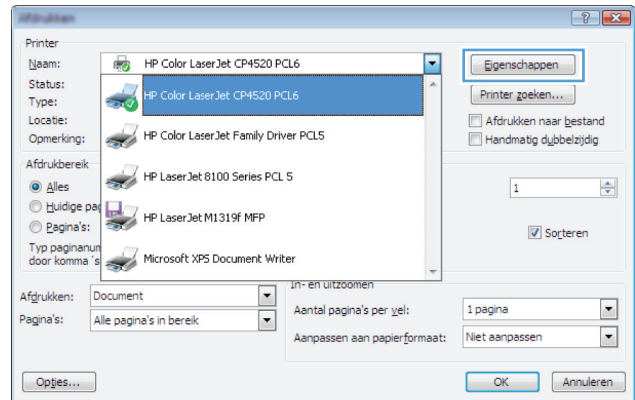 Afdrukken
Printer
Naam: HP Color LaserJet CP4520 PCL6
Eigenschappen
Status:
Type:
Locatie:
Opmerking:
HP Color LaserJet CP4520 PCL6
HP Color LaserJet Family Driver PCL5
HP LaserJet 8100 Series PCL 5
HP LaserJet M1319f MFP
Microsoft XPS Document Writer
Printer zoeken...
Afdrukken naar bestand
Handmatig dubbelzijdig
Afdrukbereik
Alles
Huidige pag
Pagina's:
Typ paginanun
door komma 's
1
Sorteren
Afdrukken: Document
Pagina's: Alle pagina's in bereik
In- en uitzoomen
Aantal pagina's per vel: 1 pagina
Aanpassen aan papierformaat: Niet aanpassen
Opties...
OK
Annuleren